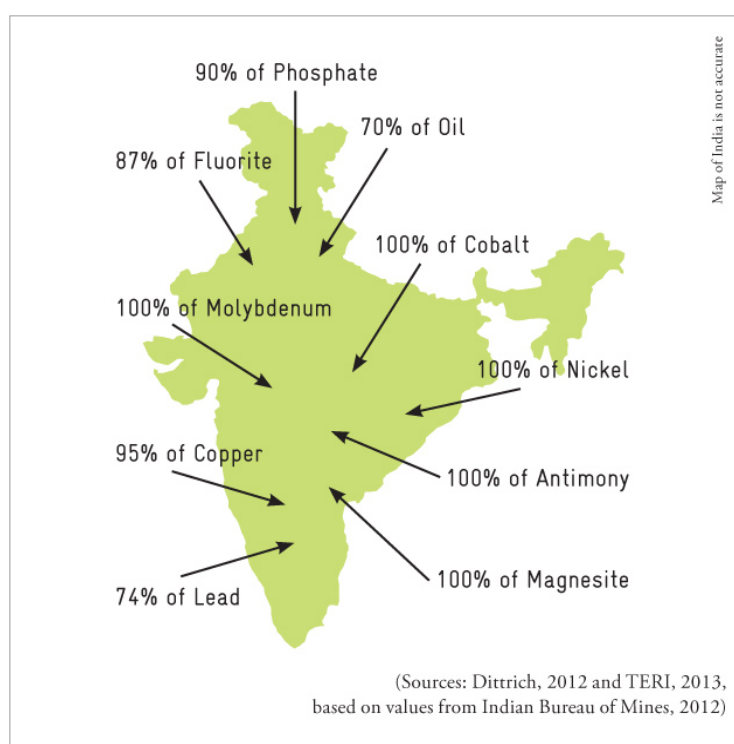 90% of Phosphate
70% of Oil
87% of Fluorite
100% of Cobalt
100% of Molybdenum
100% of Nickel
95% of Copper
100% of Antimony
100% of Magnesite
74% of Lead
Map of India is not accurate
(Sources: Dittrich, 2012 and TERI, 2013,
based on values from Indian Bureau of Mines, 2012)